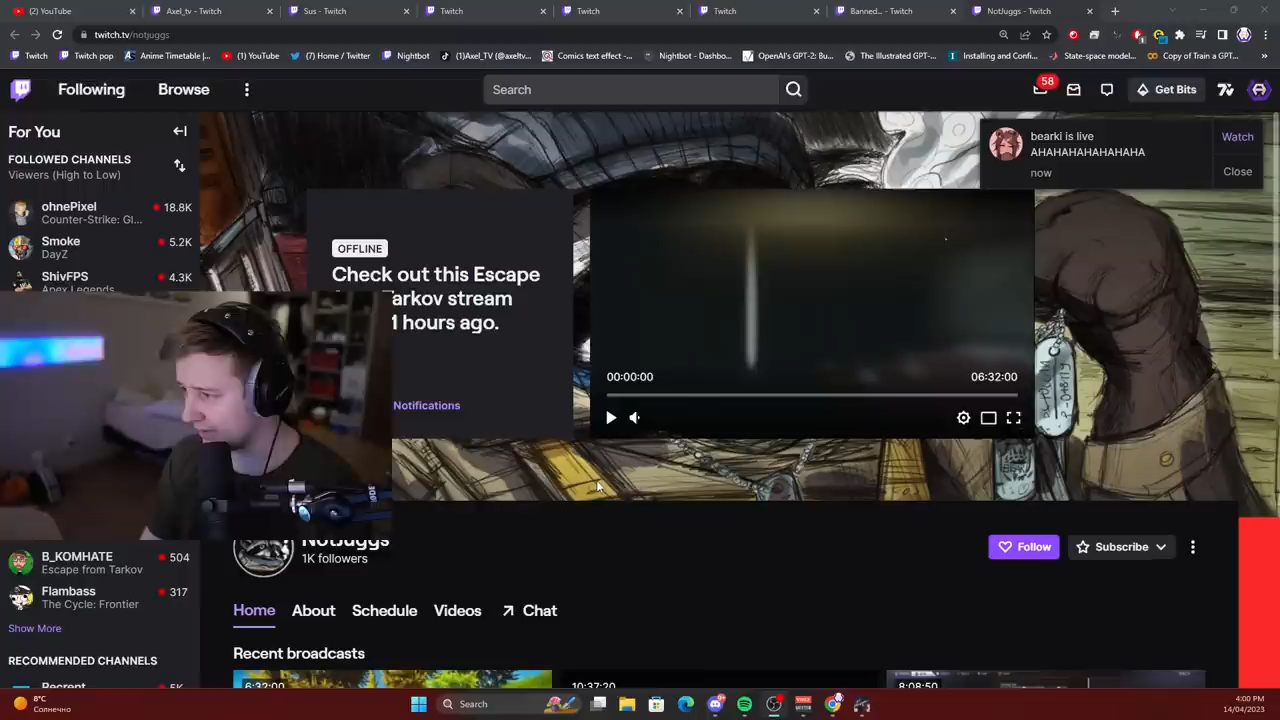 (2) YouTube
Axel_tv - Twitch
Sus - Twitch
Twitch
Twitch
Twitch
Banned... - Twitch
NotJuggs - Twitch
twitch.tv/notjuggs
Twitch
Twitch pop
Anime Timetable |...
(1) YouTube
(7) Home / Twitter
Nightbot
(1)Axel_TV (@axeltv...
Comics text effect -...
Nightbot - Dashbo...
OpenAI's GPT-2: Bu...
The Illustrated GPT-...
Installing and Confi...
State-space model...
Copy of Train a GPT...
Following
Browse
Search
58
Get Bits
For You
FOLLOWED CHANNELS
Viewers (High to Low)
ohnePixel
18.8K
Counter-Strike: Gl...
Smoke
5.2K
DayZ
ShivFPS
4.3K
Apex Legends
bearki is live
AHAHAHAHAHAHAHA
now
Watch
Close
OFFLINE
Check out this Escape
Tarkov stream
1 hours ago.
Notifications
00:00:00
06:32:00
NotJuggs
1K followers
Follow
Subscribe
B_KOMHATE
504
Escape from Tarkov
Flambass
317
The Cycle: Frontier
Show More
RECOMMENDED CHANNELS
Recrent
5K
Home
About
Schedule
Videos
Chat
Recent broadcasts
6:32:00
10:37:20
8:08:50
8°C
Солнечно
Search
4:00 PM
14/04/2023